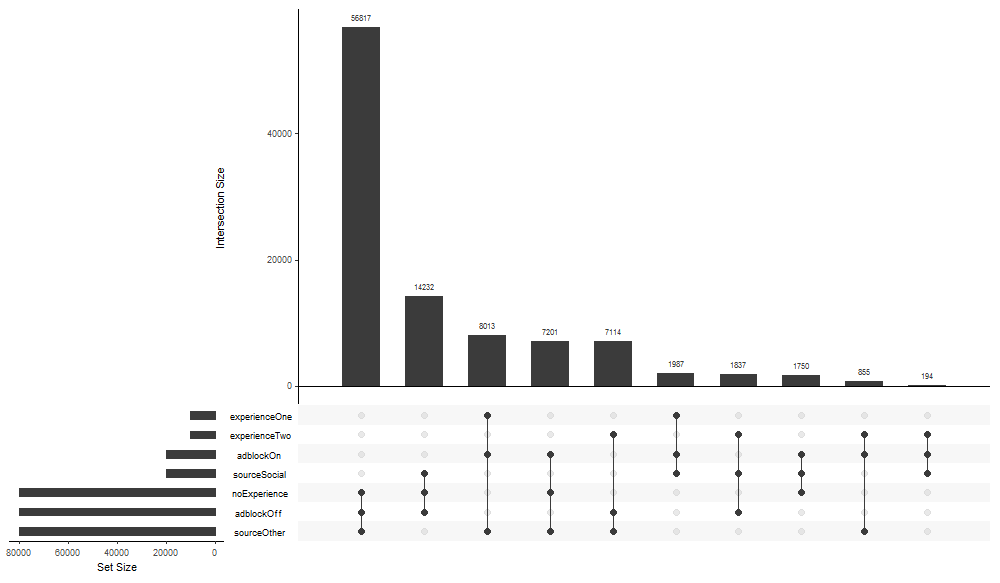 56817
14232
8013
7201
7114
1987
1837
1750
855
194
40000
20000
0
Intersection Size
experienceOne
experienceTwo
adblockOn
sourceSocial
noExperience
adblockOff
sourceOther
80000 60000 40000 20000 0
Set Size